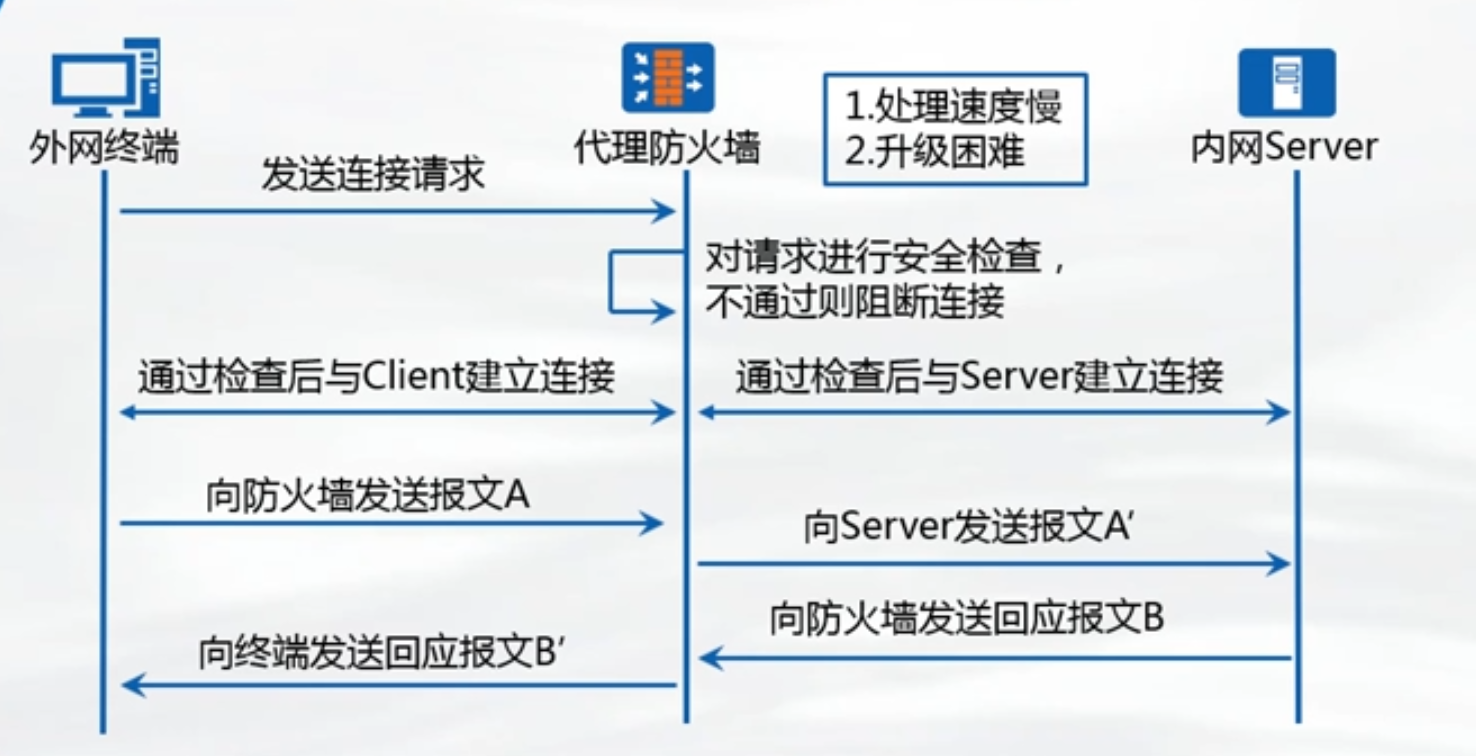 外网终端
代理防火墙
1.处理速度慢
2.升级困难
内网Server
发送连接请求
对请求进行安全检查，
不通过则阻断连接
通过检查后与Client建立连接
通过检查后与Server建立连接
向防火墙发送报文A
向Server发送报文A′
向防火墙发送回应报文B
向终端发送回应报文B′